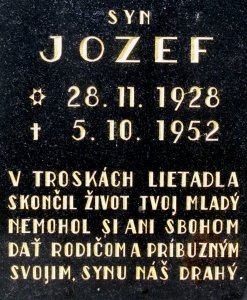 SYN
JOZEF
✡ 28. 11. 1928
† 5. 10. 1952
V TROSKÁCH LIETADLA
SKONČIL ŽIVOT TVOJ MLADÝ
NEMOHOL SI ANI SBOHOM
DAŤ RODIČOM A PRÍBUZNÝM
SVOJIM, SYNU NÁŠ DRAHÝ.